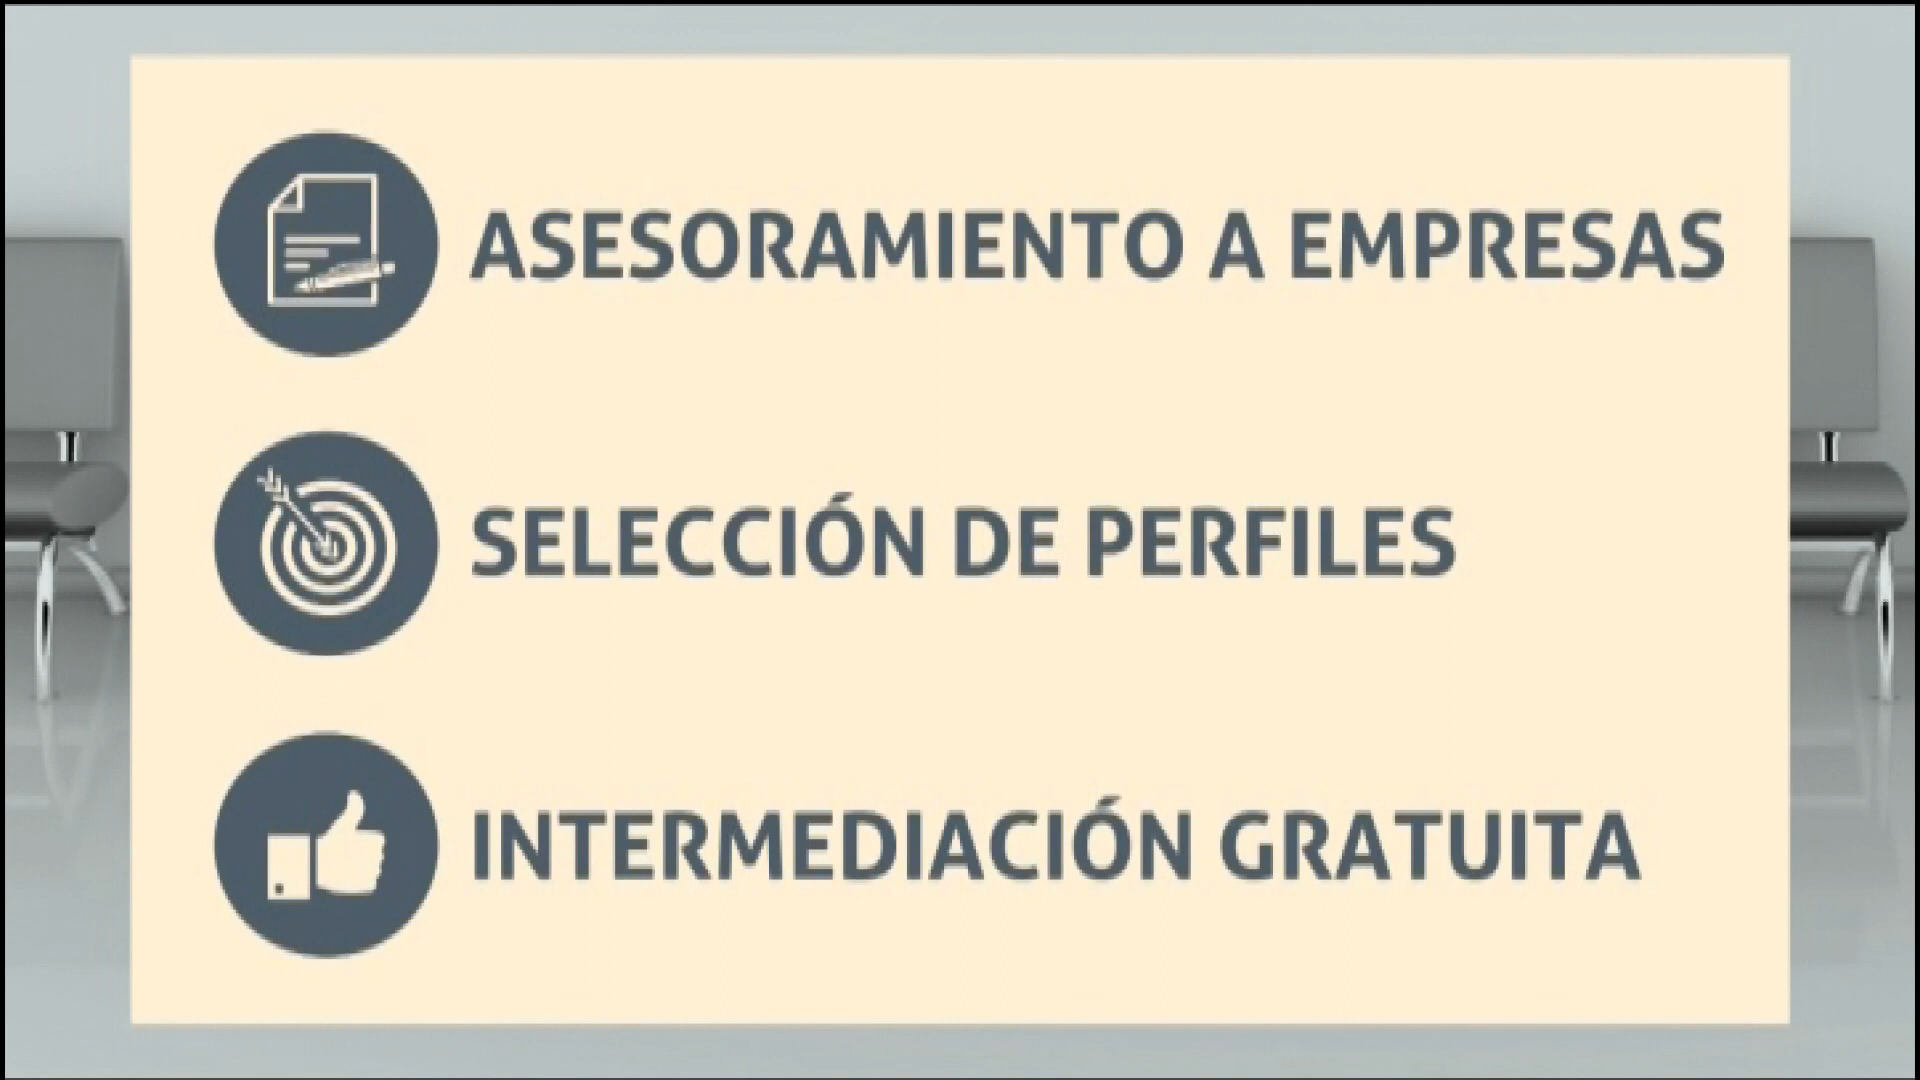 ASESORAMIENTO A EMPRESAS
SELECCIÓN DE PERFILES
INTERMEDIACIÓN GRATUITA